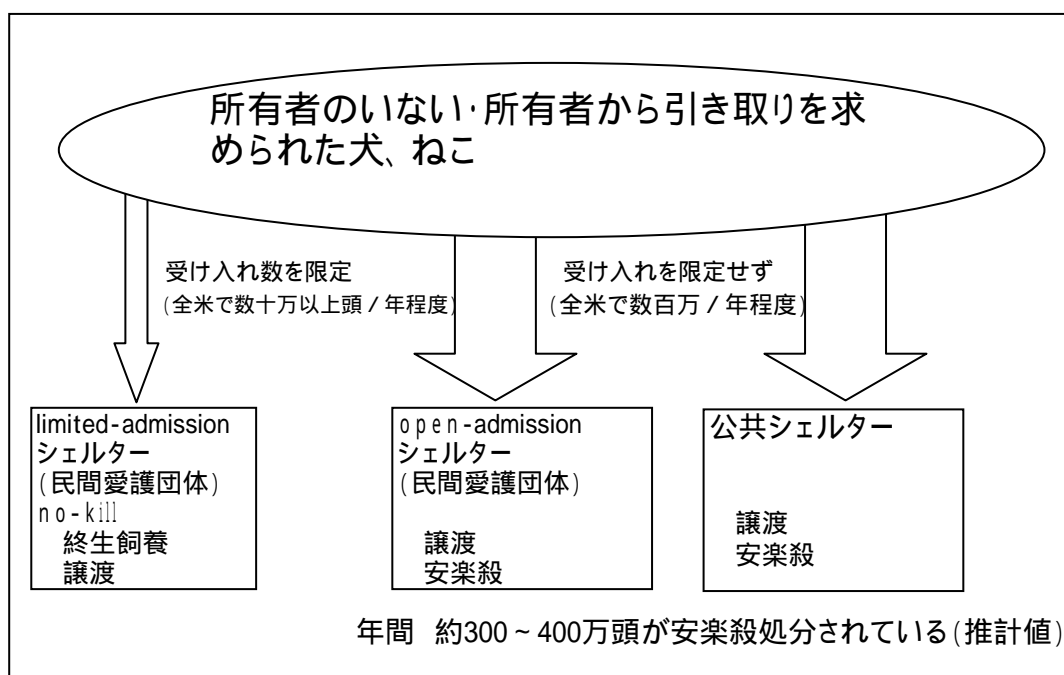 所有者のいない・所有者から引き取りを求
められた犬、ねこ
受け入れ数を限定
(全米で数十万以上頭/年程度)
受け入れを限定せず
(全米で数百万/年程度)
limited-admission
シェルター
(民間愛護団体)
no-kill
終生飼養
譲渡
open-admission
シェルター
(民間愛護団体)
譲渡
安楽殺
公共シェルター
譲渡
安楽殺
年間 約300~400万頭が安楽殺処分されている(推計値)